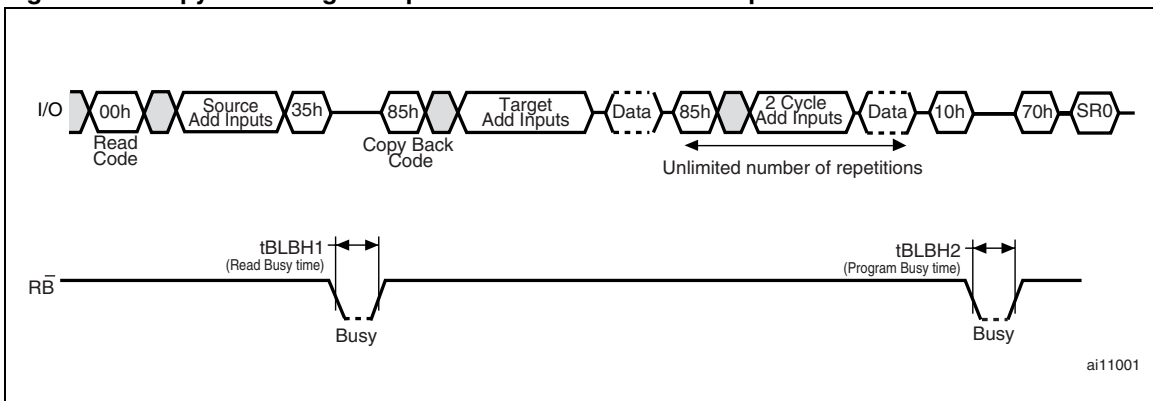 I/O
00h
Source
Add Inputs
35h
85h
Target
Add Inputs
Data
85h
2 Cycle
Add Inputs
Data
10h
70h
SR0
Read
Code
Copy Back
Code
Unlimited number of repetitions
tBLBH1
(Read Busy time)
tBLBH2
(Program Busy time)
RB̅
Busy
Busy
ai11001